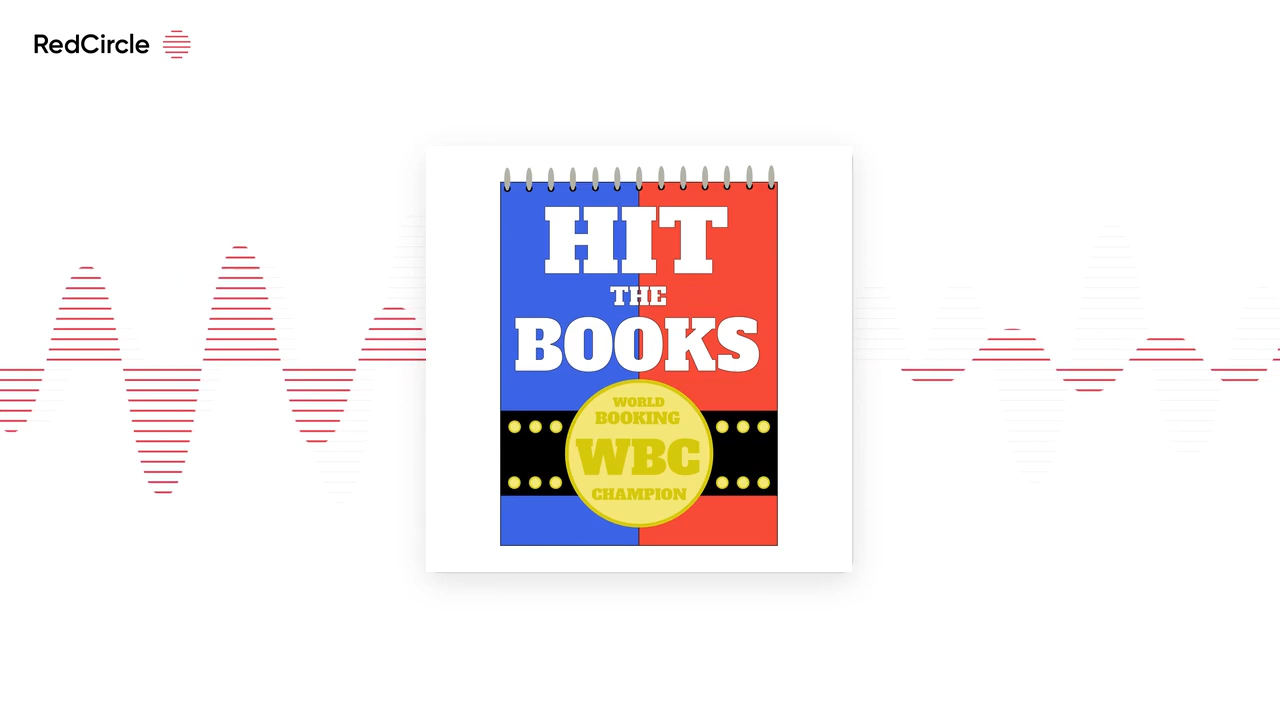 RedCircle
HIT
THE
BOOKS
WORLD
BOOKING
WBC
CHAMPION